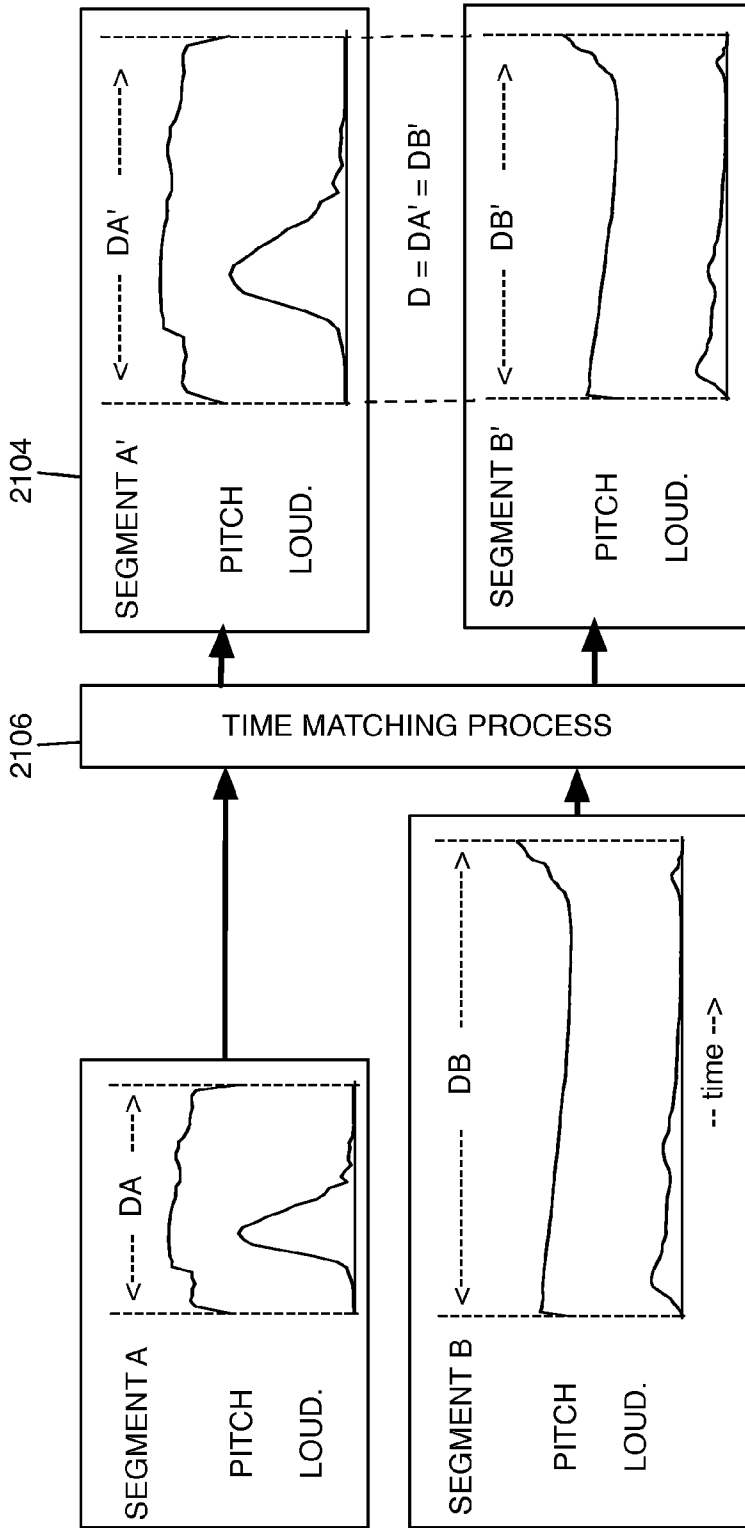 SEGMENT A
<---- DA ---->
PITCH
LOUD.
SEGMENT B
<------------- DB ------------->
PITCH
LOUD.
-- time -->
2106
TIME MATCHING PROCESS
2104
SEGMENT A'
<-------- DA' -------->
PITCH
LOUD.
D = DA' = DB'
SEGMENT B'
<-------- DB' -------->
PITCH
LOUD.